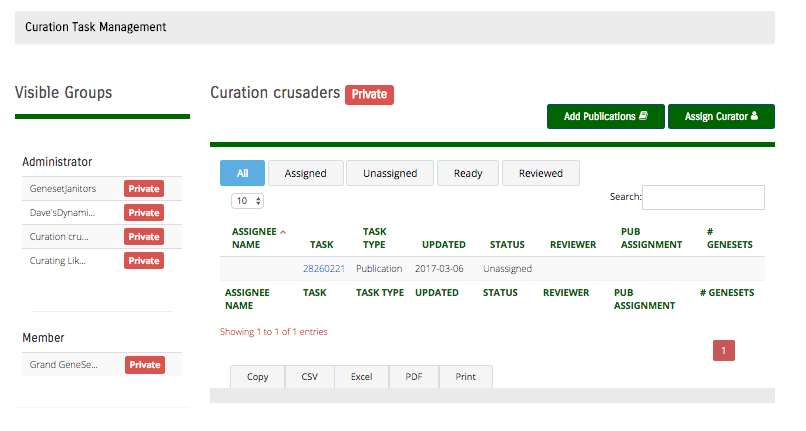 Curation Task Management
Visible Groups
Administrator
GenesetJanitors Private
Dave'sDynami... Private
Curation cru... Private
Curating Lik... Private
Member
Grand GeneSe... Private
Curation crusaders Private
Add Publications Assign Curator
All Assigned Unassigned Ready Reviewed
10
Search:
ASSIGNEE NAME TASK TASK TYPE UPDATED STATUS REVIEWER PUB ASSIGNMENT # GENESETS
28260221 Publication 2017-03-06 Unassigned
ASSIGNEE NAME TASK TASK TYPE UPDATED STATUS REVIEWER PUB ASSIGNMENT # GENESETS
Showing 1 to 1 of 1 entries
1
Copy CSV Excel PDF Print